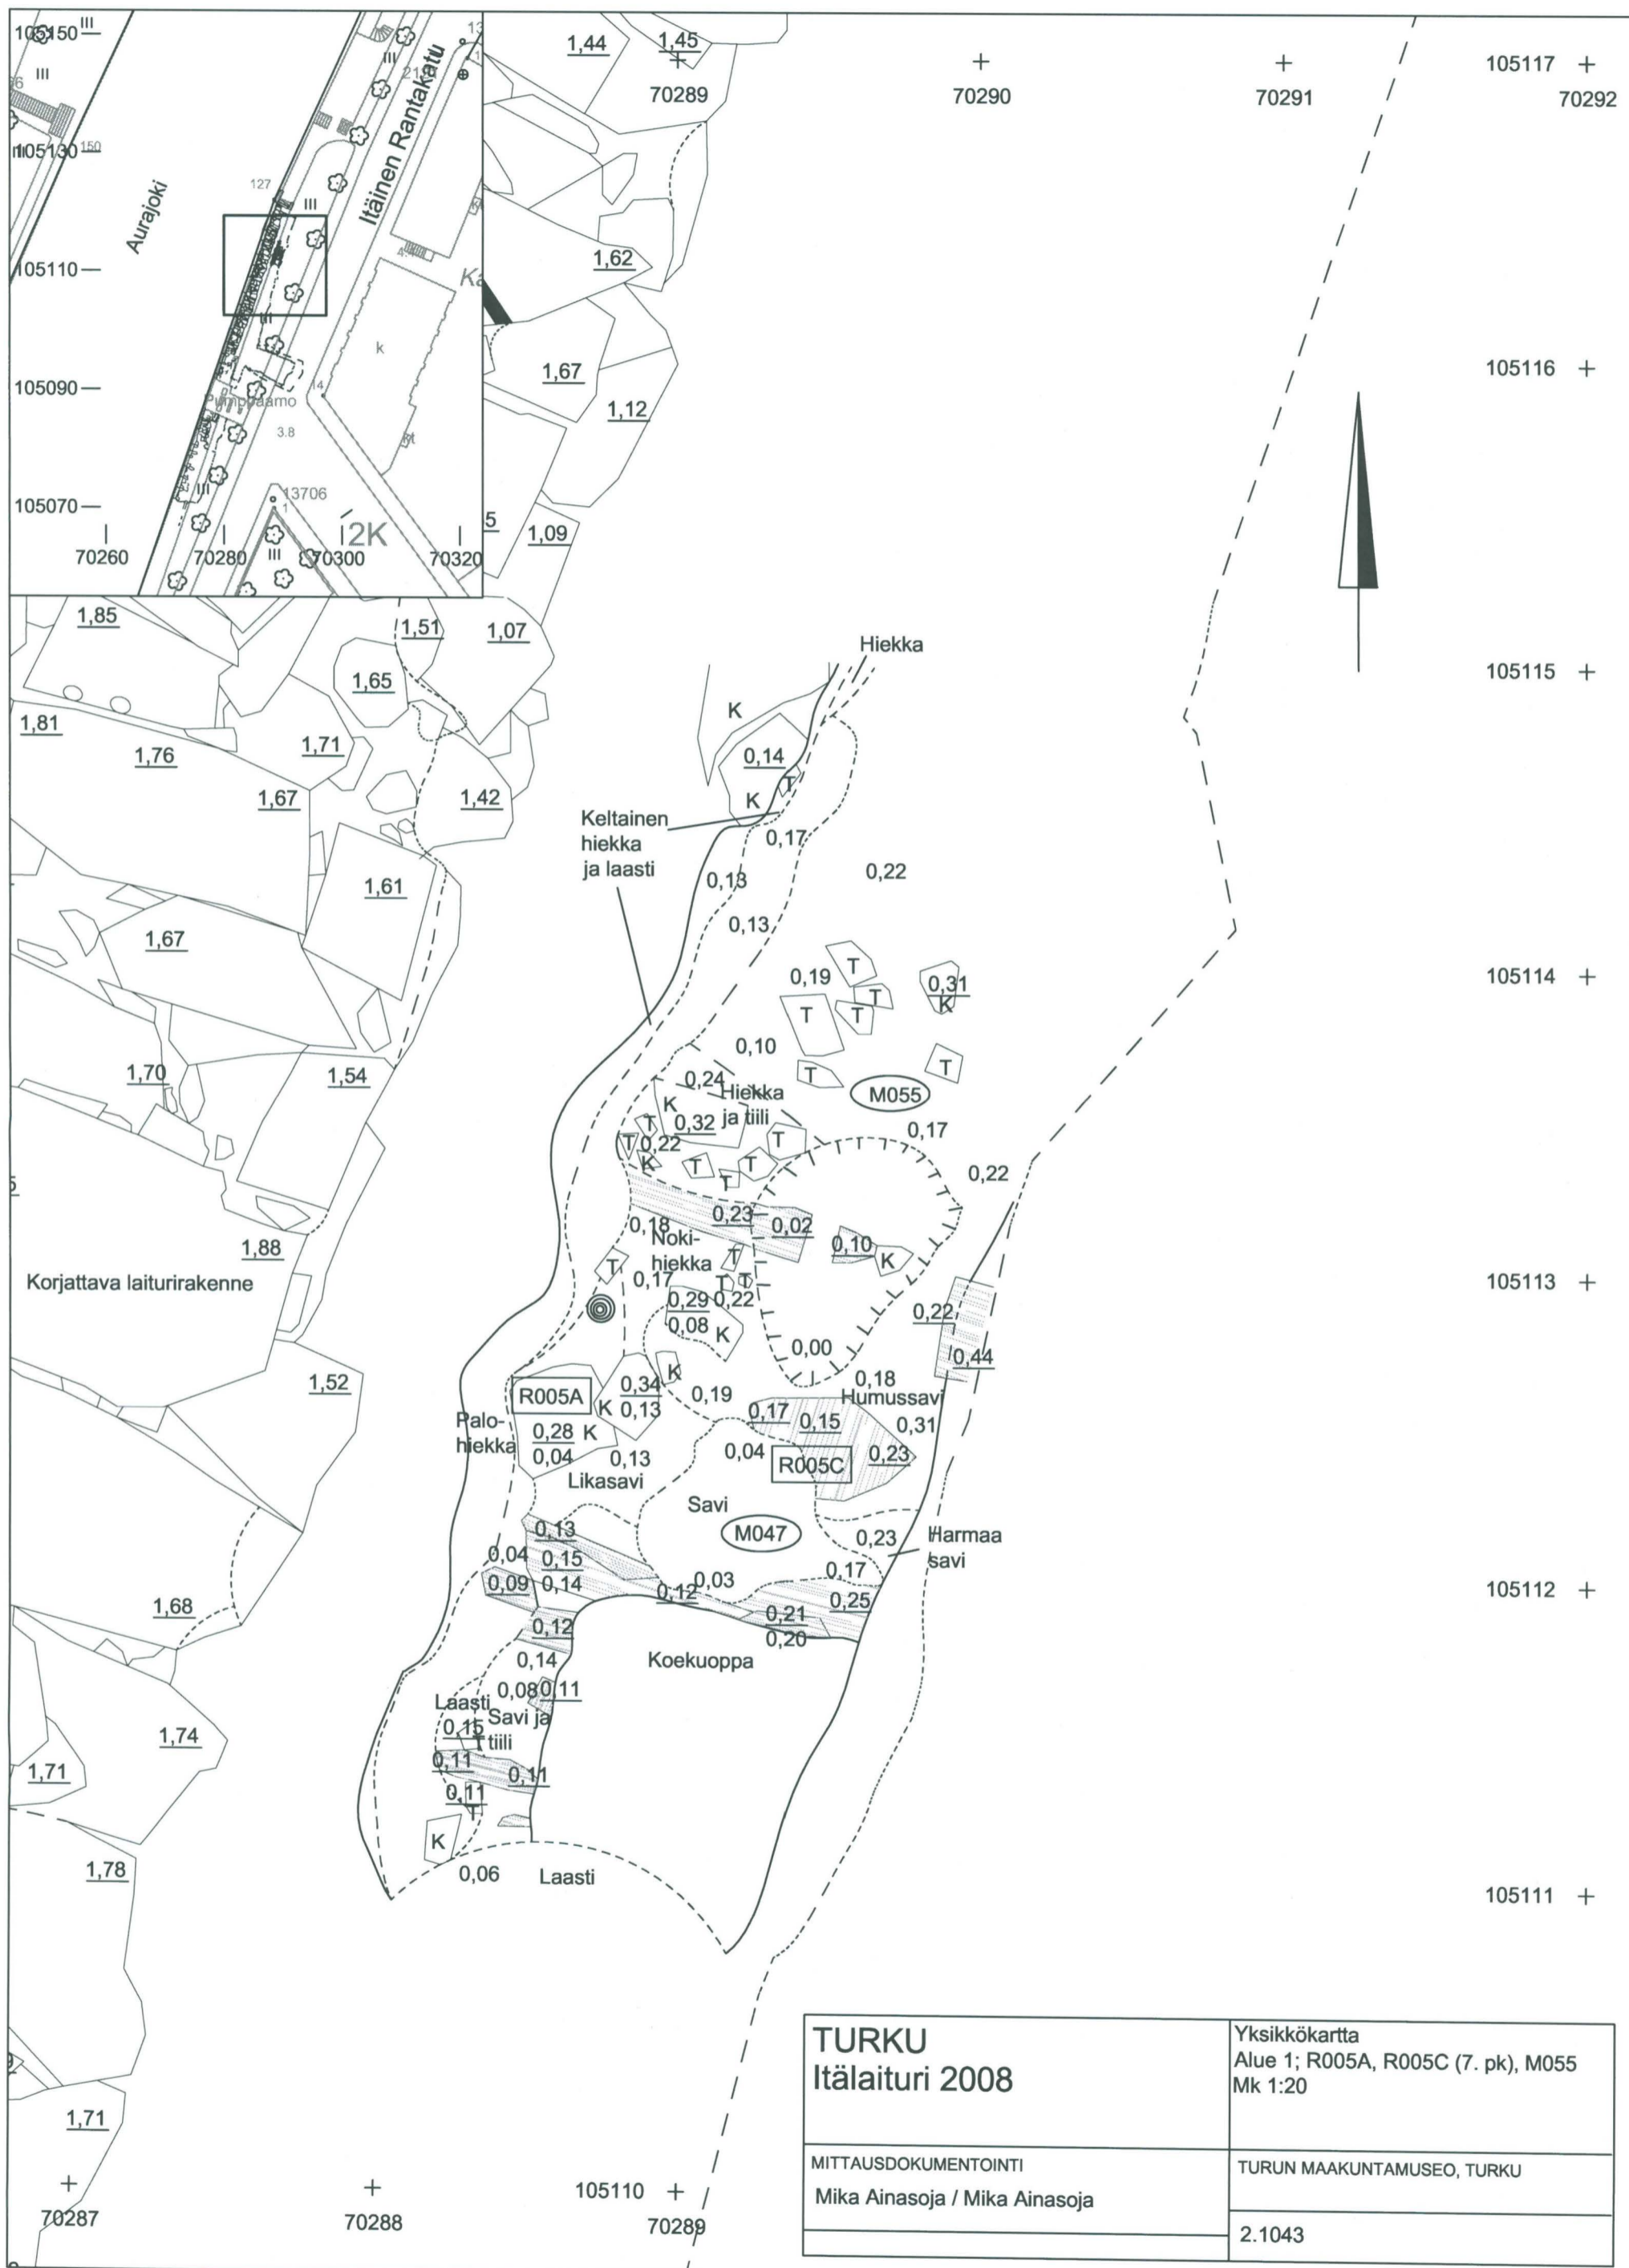 105150
III
III
105130
150
Aurajoki
127
III
III
Itäinen Rantakatu
105110
III
k
105090
14
Pumppaamo
3.8
kt
III
13706
1
105070
2K
III
70260
70280
70300
70320
1,44
1,45
70289
70290
70291
105117
70292
1,62
1,67
1,12
105116
5
1,09
1,85
1,51
1,07
Hiekka
1,65
105115
1,81
1,76
1,71
K
0,14
T
K
1,67
1,42
Keltainen
hiekka
ja laasti
0,17
0,22
1,61
0,13
0,13
1,67
0,19
T
T
T
T
0,31
K
105114
1,70
1,54
0,10
T
T
0,24
Hiekka
ja tiili
M055
K
0,32
T
T
0,22
K
T
T
T
T
0,17
0,22
0,23
0,02
0,18
Noki-
hiekka
0,10
K
1,88
Korjattava laiturirakenne
T
T
0,17
T
T
0,29
0,22
0,08
K
105113
0,22
0,44
0,00
1,52
R005A
0,34
K
K
0,13
0,19
0,18
Humussavi
0,17
0,15
0,31
Palo-
hiekka
0,28
K
0,04
0,13
0,04
R005C
0,23
Likasavi
Savi
M047
0,23
Harmaa
savi
0,13
0,04
0,15
0,17
0,09
0,14
0,12
0,03
0,25
105112
1,68
0,12
0,21
0,20
0,14
Koekuoppa
0,08
0,11
Laasti
Savi ja
tiili
0,15
T
1,74
0,11
0,11
1,71
0,11
T
K
1,78
0,06
Laasti
105111
1,71
70287
70288
105110
70289
TURKU
Itälaituri 2008
Yksikkökartta
Alue 1; R005A, R005C (7. pk), M055
Mk 1:20
MITTAUSDOKUMENTOINTI
Mika Ainasoja / Mika Ainasoja
TURUN MAAKUNTAMUSEO, TURKU
2.1043